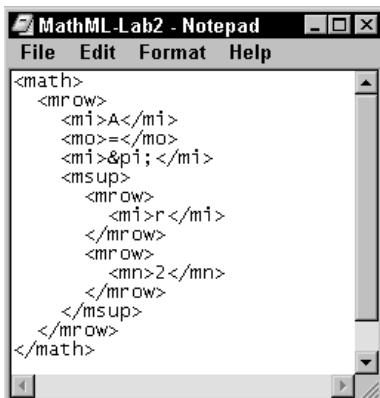 MathML-Lab2 - Notepad
File Edit Format Help
<math>
<mrow>
<mi>A</mi>
<mo>=</mo>
<mi>&pi;</mi>
<msup>
<mrow>
<mi>r</mi>
</mrow>
<mrow>
<mn>2</mn>
</mrow>
</msup>
</mrow>
</math>